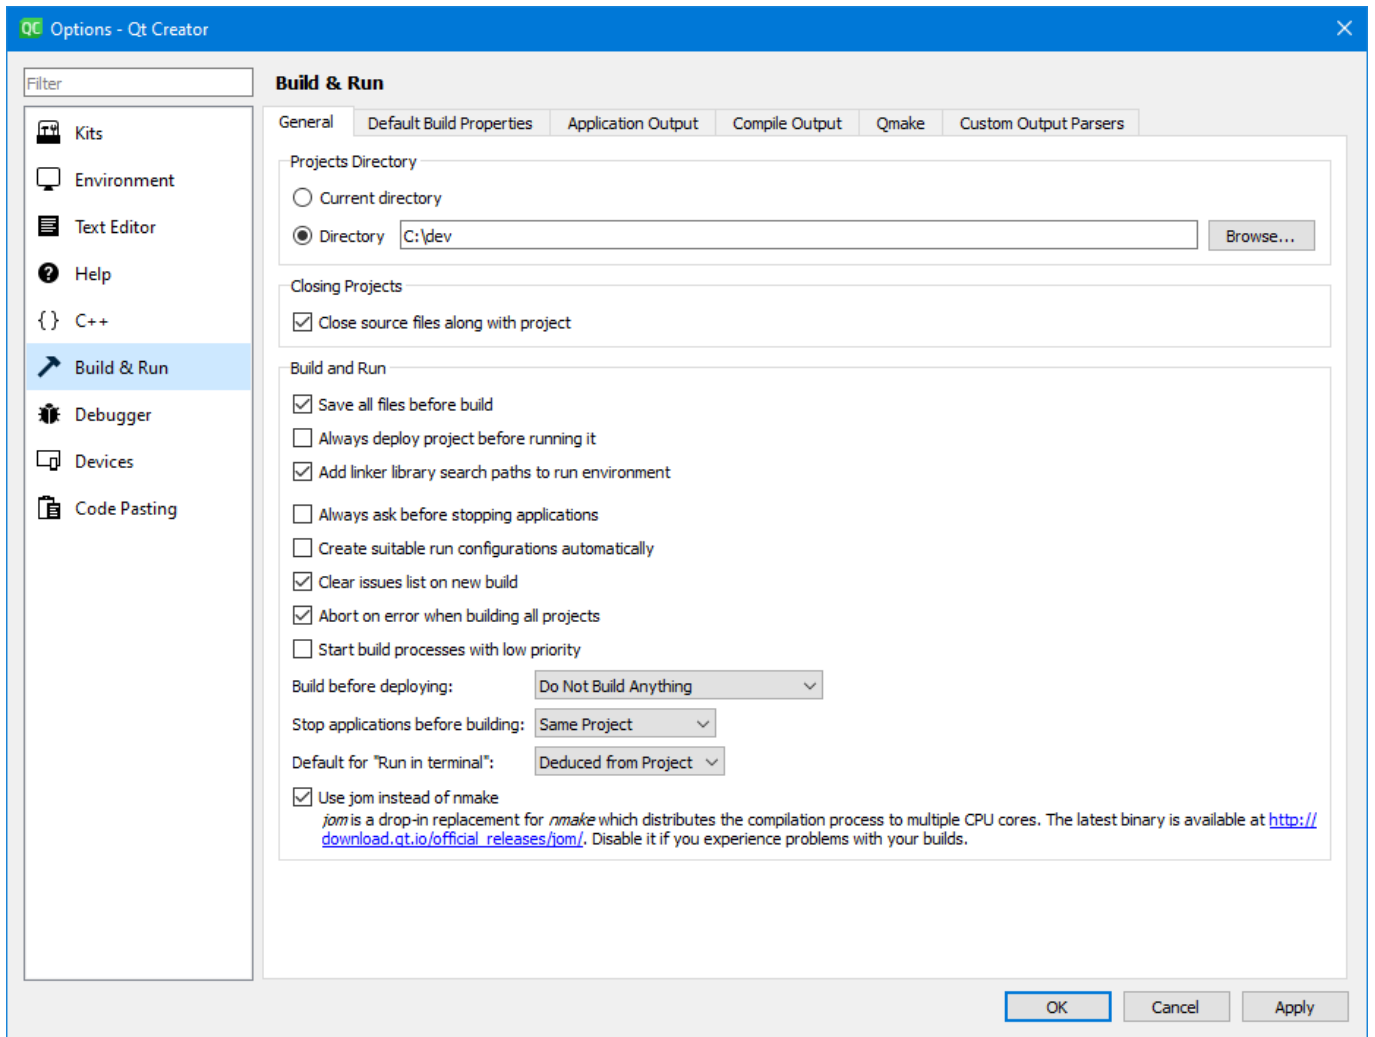 QC Options - Qt Creator
Filter
Kits
Environment
Text Editor
Help
{ } C++
Build & Run
Debugger
Devices
Code Pasting
Build & Run
General Default Build Properties Application Output Compile Output Qmake Custom Output Parsers
Projects Directory
Current directory
Directory C:\dev Browse...
Closing Projects
Close source files along with project
Build and Run
Save all files before build
Always deploy project before running it
Add linker library search paths to run environment
Always ask before stopping applications
Create suitable run configurations automatically
Clear issues list on new build
Abort on error when building all projects
Start build processes with low priority
Build before deploying: Do Not Build Anything
Stop applications before building: Same Project
Default for "Run in terminal": Deduced from Project
Use jom instead of nmake
jom is a drop-in replacement for nmake which distributes the compilation process to multiple CPU cores. The latest binary is available at http://
download.qt.io/official_releases/jom/. Disable it if you experience problems with your builds.
OK Cancel Apply